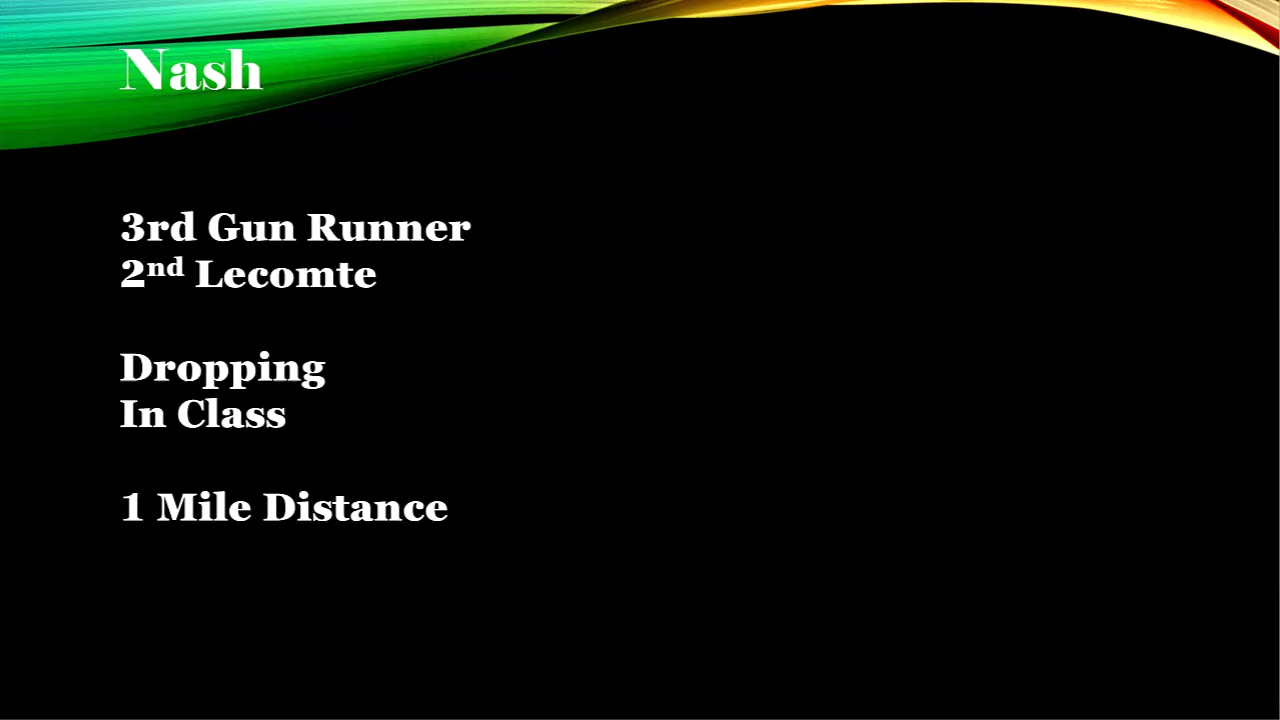 Nash
3rd Gun Runner
2nd Lecomte
Dropping
In Class
1 Mile Distance